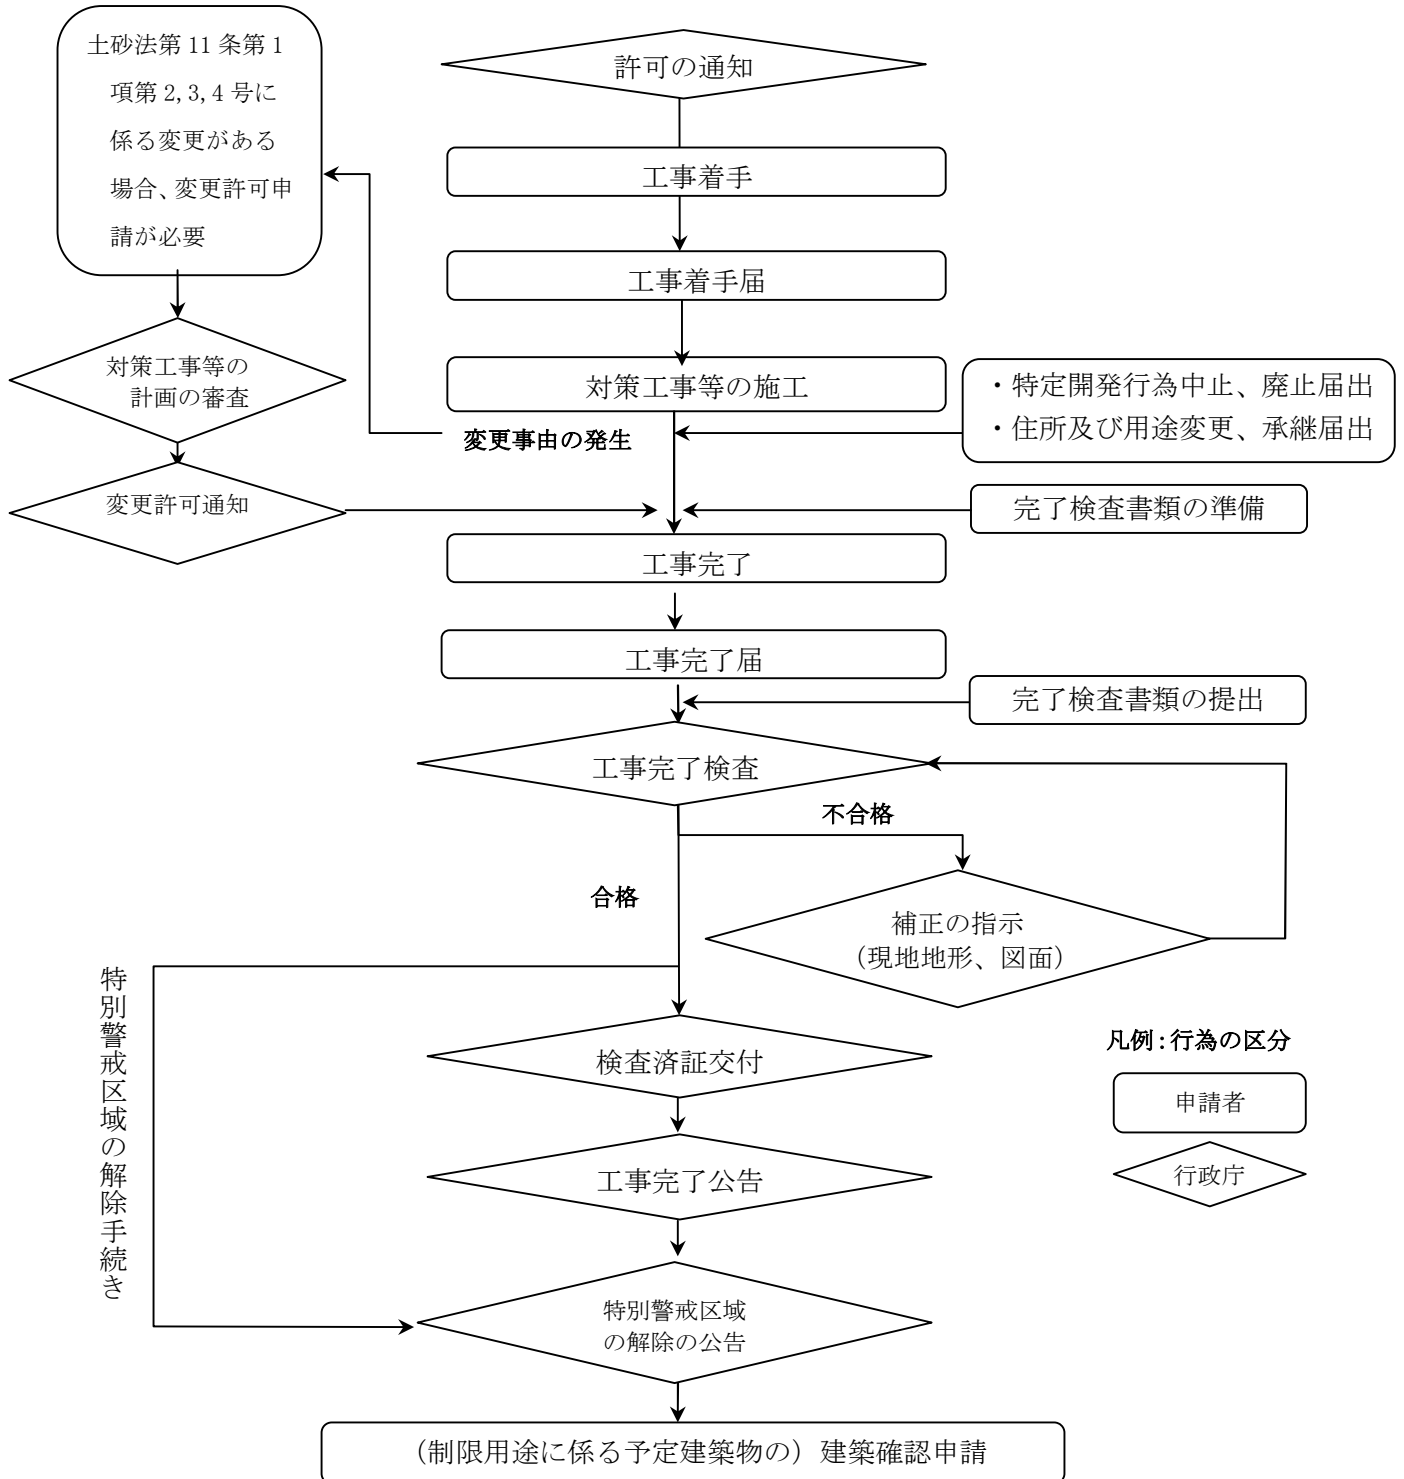 土砂法第11条第1
項第2,3,4号に
係る変更がある
場合、変更許可申
請が必要
許可の通知
工事着手
工事着手届
対策工事等の
計画の審査
対策工事等の施工
・特定開発行為中止、廃止届出
・住所及び用途変更、承継届出
変更事由の発生
変更許可通知
完了検査書類の準備
工事完了
工事完了届
完了検査書類の提出
工事完了検査
不合格
合格
補正の指示
（現地地形、図面）
特別警戒区域の解除手続き
検査済証交付
凡例：行為の区分
申請者
行政庁
工事完了公告
特別警戒区域
の解除の公告
（制限用途に係る予定建築物の）建築確認申請